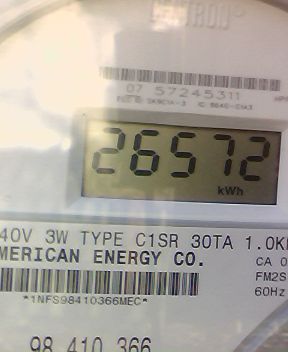 CENTRON
07 57245311
26572
kWh
40V 3W TYPE C1SR 30TA 1.0K
MERICAN ENERGY CO.
CA 0
FM2S
*1NFS98410366MEC*
60Hz
98 410 366